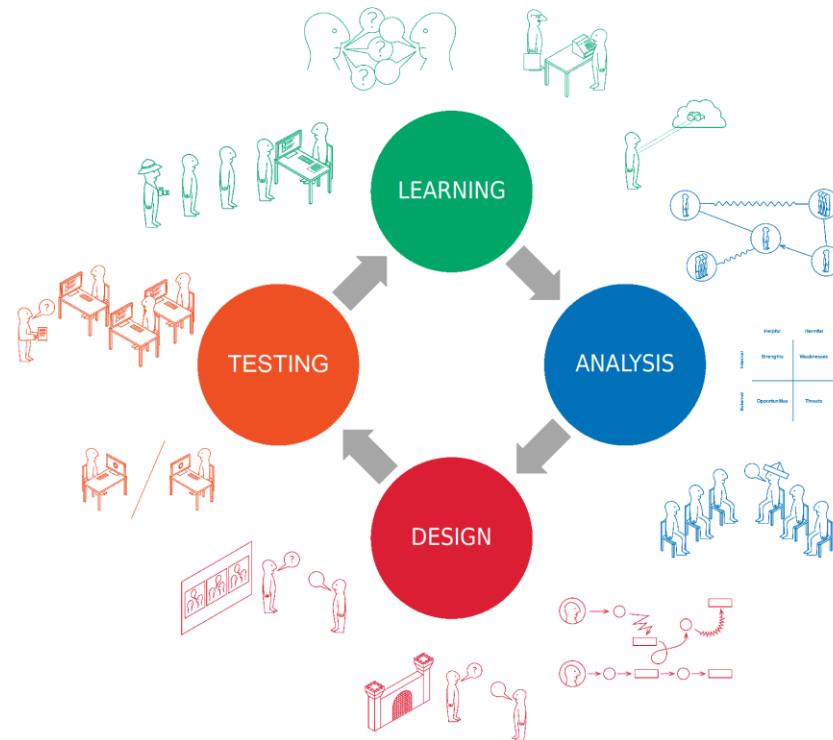 ?
?
LEARNING
?
TESTING
ANALYSIS
Helpful Harmful
Internal Strengths Weaknesses
External Opportunities Threats
DESIGN
?
?